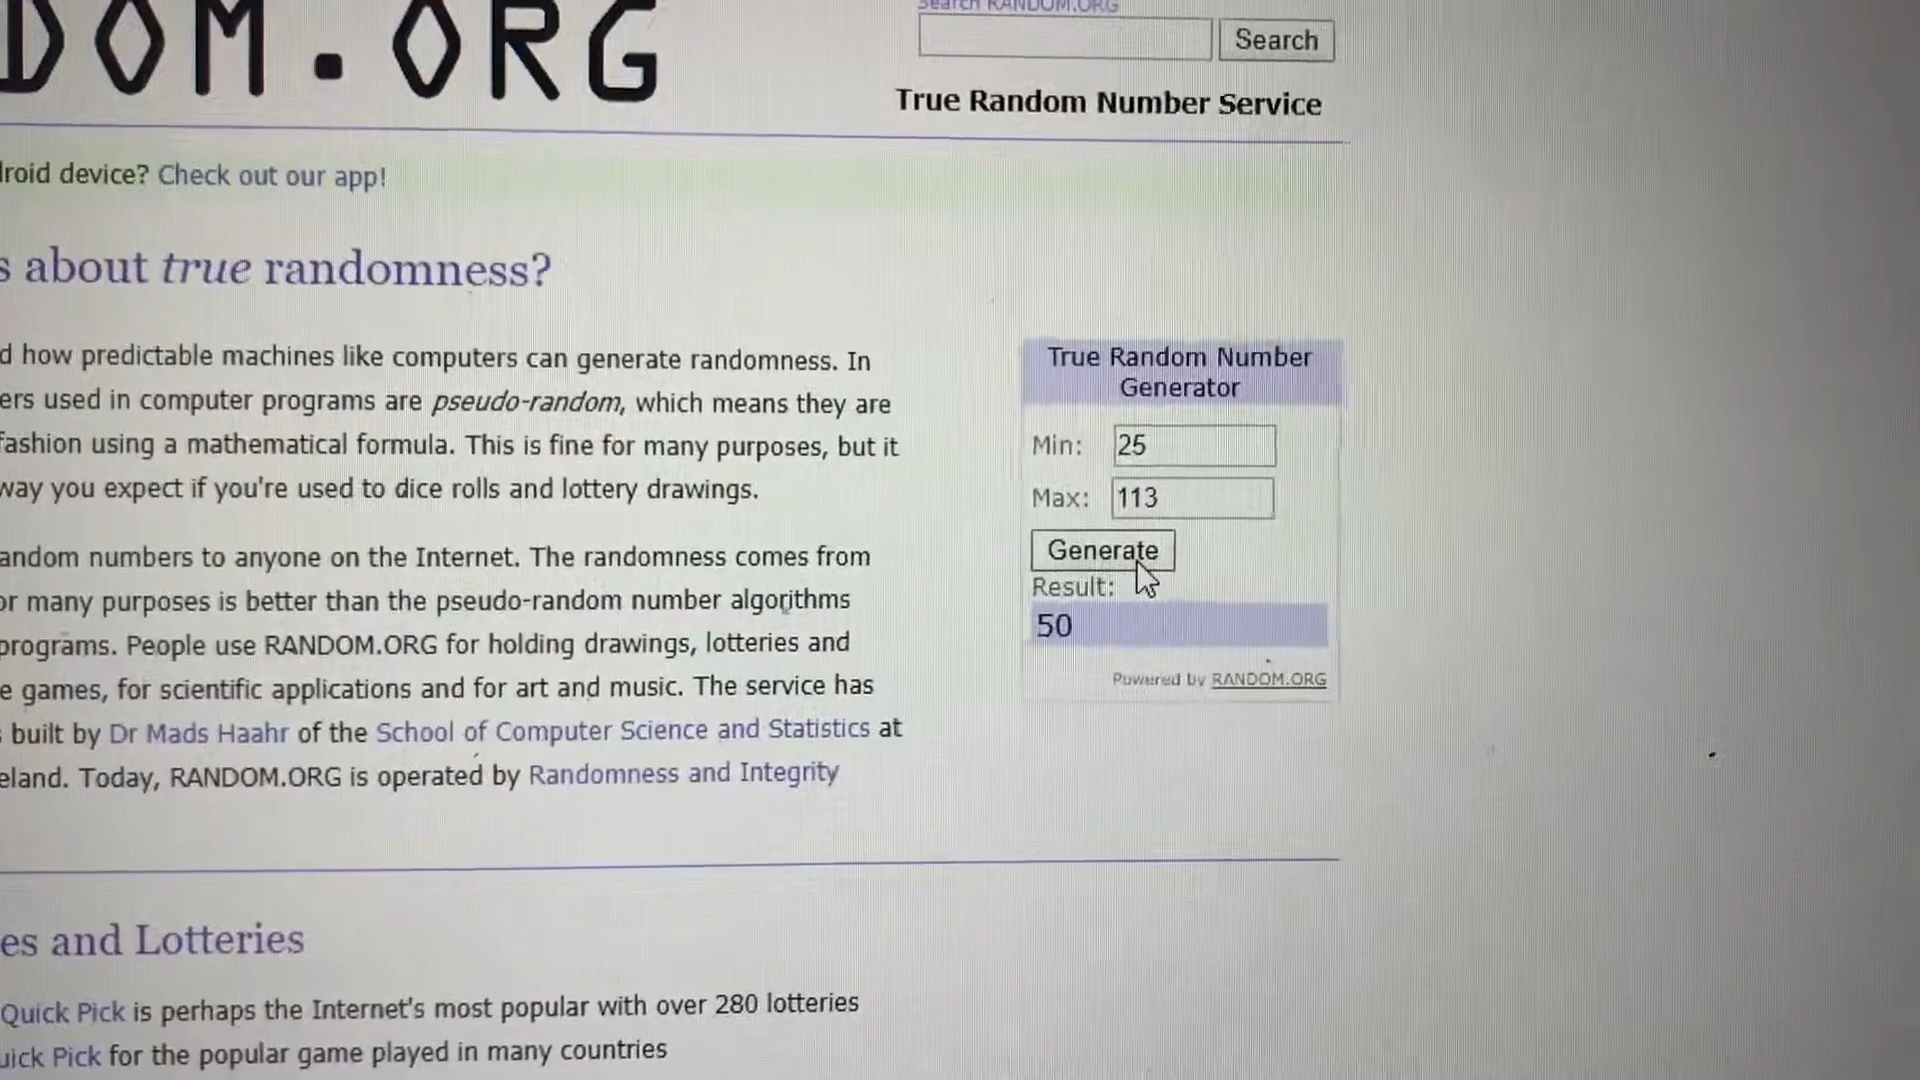 DOM.ORG
Search RANDOM.ORG
Search
True Random Number Service
droid device? Check out our app!
s about true randomness?
d how predictable machines like computers can generate randomness. In
ers used in computer programs are pseudo-random, which means they are
fashion using a mathematical formula. This is fine for many purposes, but it
way you expect if you're used to dice rolls and lottery drawings.
andom numbers to anyone on the Internet. The randomness comes from
or many purposes is better than the pseudo-random number algorithms
programs. People use RANDOM.ORG for holding drawings, lotteries and
e games, for scientific applications and for art and music. The service has
built by Dr Mads Haahr of the School of Computer Science and Statistics at
eland. Today, RANDOM.ORG is operated by Randomness and Integrity
True Random Number
Generator
Min: 25
Max: 113
Generate
Result:
50
Powered by RANDOM.ORG
es and Lotteries
Quick Pick is perhaps the Internet's most popular with over 280 lotteries
uick Pick for the popular game played in many countries